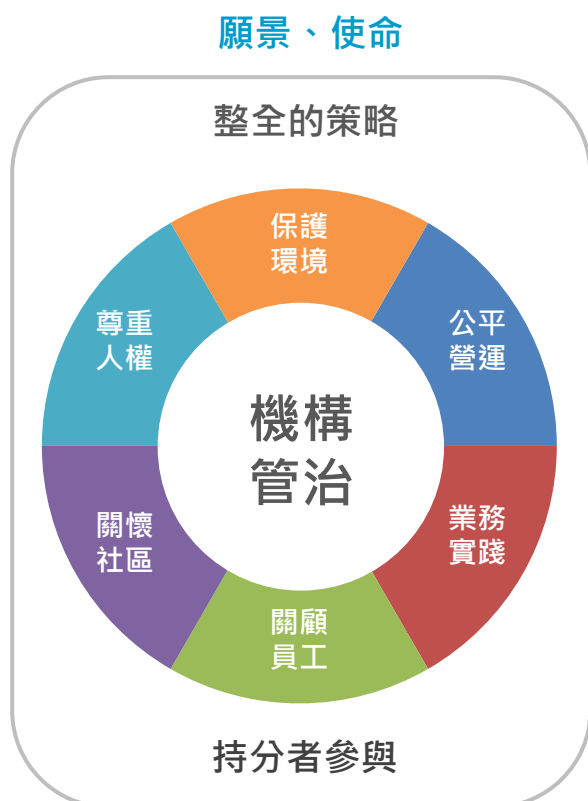 願景、使命
整全的策略
保護
環境
公平
營運
業務
實踐
關顧
員工
關懷
社區
尊重
人權
機構
管治
持分者參與